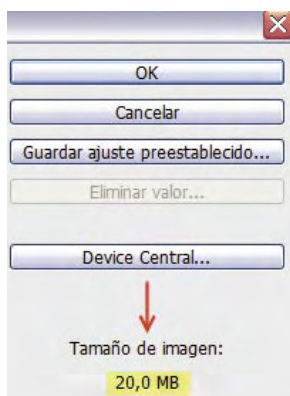 OK
Cancelar
Guardar ajuste preestablecido...
Eliminar valor...
Device Central...
Tamaño de imagen:
20,0 MB